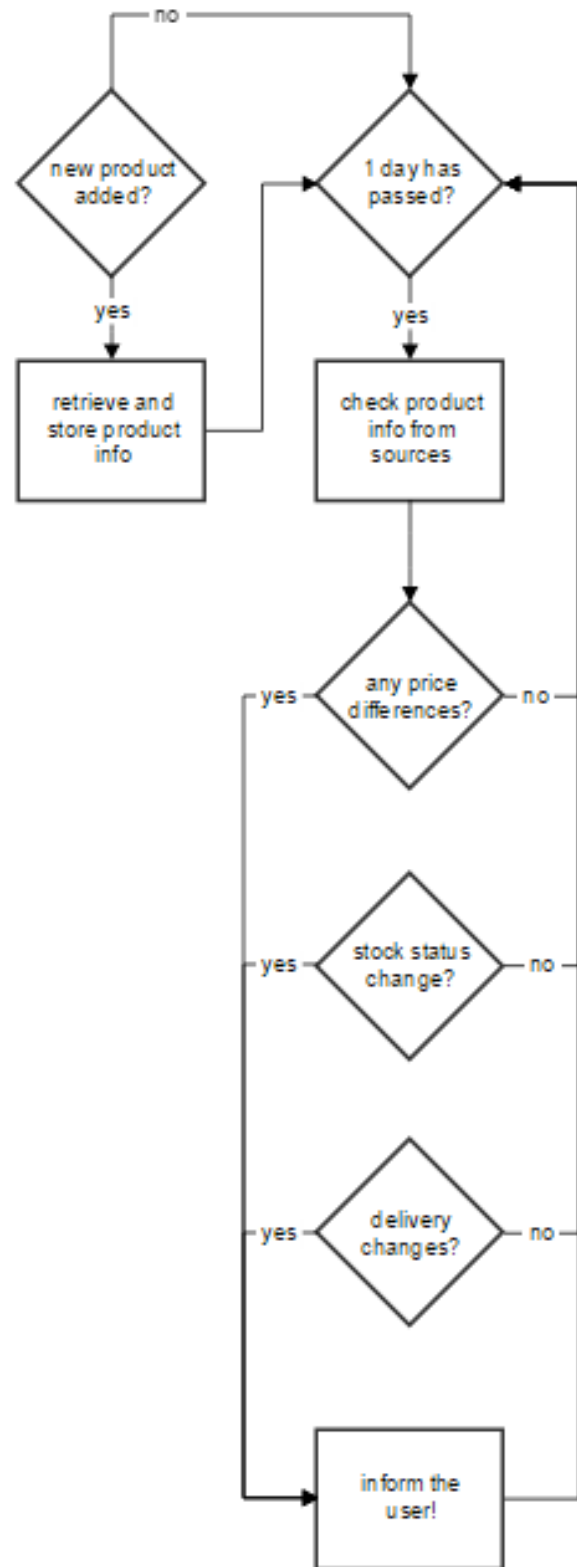 no
new product
added?
1 day has
passed?
yes
yes
retrieve and
store product
info
check product
info from
sources
yes
any price
differences?
no
yes
stock status
change?
no
yes
delivery
changes?
no
inform the
user!